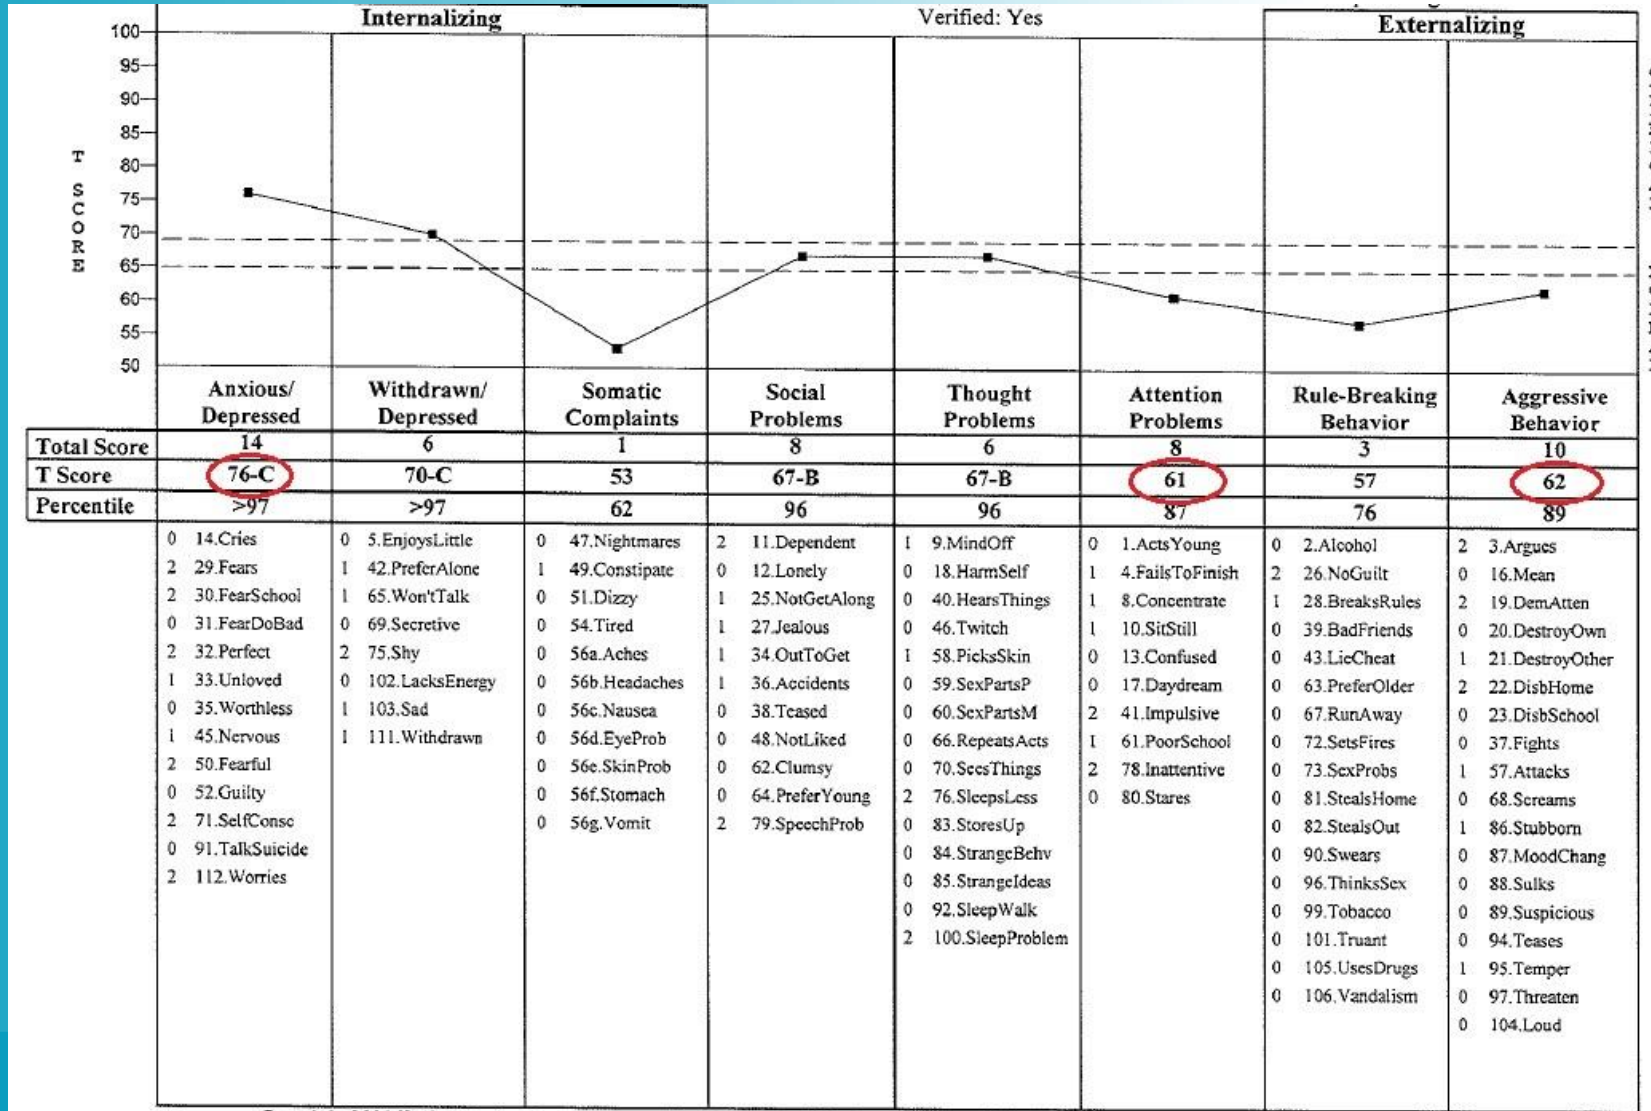 Internalizing
Verified: Yes
Externalizing
100
95
90
85
80
75
70
65
60
55
50
T SCORE
Anxious/ Depressed
Withdrawn/ Depressed
Somatic Complaints
Social Problems
Thought Problems
Attention Problems
Rule-Breaking Behavior
Aggressive Behavior
Total Score 14 6 1 8 6 8 3 10
T Score 76-C 70-C 53 67-B 67-B 61 57 62
Percentile >97 >97 62 96 96 87 76 89
0 14.Cries
2 29.Fears
2 30.FearSchool
0 31.FearDoBad
2 32.Perfect
1 33.Unloved
0 35.Worthless
1 45.Nervous
2 50.Fearful
0 52.Guilty
2 71.SelfConsc
0 91.TalkSuicide
2 112.Worries
0 5.EnjoysLittle
1 42.PreferAlone
1 65.Won'tTalk
0 69.Secretive
2 75.Shy
0 102.LacksEnergy
1 103.Sad
1 111.Withdrawn
0 47.Nightmares
1 49.Constipate
0 51.Dizzy
0 54.Tired
0 56a.Aches
0 56b.Headaches
0 56c.Nausea
0 56d.EyeProb
0 56e.SkinProb
0 56f.Stomach
0 56g.Vomit
2 11.Dependent
0 12.Lonely
1 25.NotGetAlong
1 27.Jealous
1 34.OutToGet
1 36.Accidents
0 38.Teased
0 48.NotLiked
0 62.Clumsy
0 64.PreferYoung
2 79.SpeechProb
1 9.MindOff
0 18.HarmSelf
0 40.HearsThings
0 46.Twitch
1 58.PicksSkin
0 59.SexPartsP
0 60.SexPartsM
0 66.RepeatsActs
0 70.SeesThings
2 76.SleepsLess
0 83.StoresUp
0 84.StrangeBehv
0 85.StrangeIdeas
0 92.SleepWalk
2 100.SleepProblem
0 1.ActsYoung
1 4.FailsToFinish
1 8.Concentrate
1 10.SitStill
0 13.Confused
0 17.Daydream
2 41.Impulsive
1 61.PoorSchool
2 78.Inattentive
0 80.Stares
0 2.Alcohol
2 26.NoGuilt
1 28.BreaksRules
0 39.BadFriends
0 43.LieCheat
0 63.PreferOlder
0 67.RunAway
0 72.SetsFires
0 73.SexProbs
0 81.StealsHome
0 82.StealsOut
0 90.Swears
0 96.ThinksSex
0 99.Tobacco
0 101.Truant
0 105.UsesDrugs
0 106.Vandalism
2 3.Argues
0 16.Mean
2 19.DemAtten
0 20.DestroyOwn
1 21.DestroyOther
2 22.DisbHome
0 23.DisbSchool
0 37.Fights
1 57.Attacks
0 68.Screams
1 86.Stubborn
0 87.MoodChang
0 88.Sulks
0 89.Suspicious
0 94.Teases
1 95.Temper
0 97.Threaten
0 104.Loud